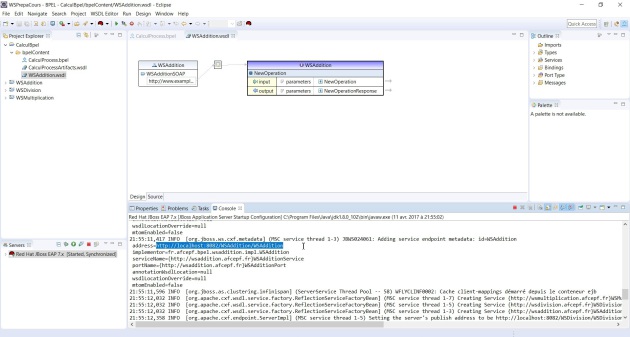 WSPrepaCours - BPEL - CalculBpel/bpelContent/WSAddition.wsdl - Eclipse
File Edit Navigate Search Project WSDL Editor Run Design Window Help
Quick Access
Project Explorer
CalculBpel
bpelContent
CalculProcess.bpel
CalculProcessArtifacts.wsdl
WSAddition.wsdl
WSAddition
WSDivision
WSMultiplication
CalculProcess.bpel
WSAddition.wsdl
WSAddition
WSAdditionSOAP
http://www.exampl...
WSAddition
NewOperation
input parameters NewOperation
output parameters NewOperationResponse
Design Source
Outline
Imports
Types
Services
Bindings
Port Type
Messages
Palette
A palette is not available.
Servers
Red Hat JBoss EAP 7.x [Started, Synchronized]
Properties Problems Tasks Console
Red Hat JBoss EAP 7.x [JBoss Application Server Startup Configuration] C:\Program Files\Java\jdk1.8.0_102\bin\javaw.exe (11 avr. 2017 à 21:55:02)
wsdlLocationOverride=null
mtomEnabled=false
21:55:11,417 INFO [org.jboss.ws.cxf.metadata] (MSC service thread 1-3) JBWS024061: Adding service endpoint metadata: id=WSAddition
address=http://localhost:8082/WSAddition/WSAddition
implementor=fr.afcepf.bpel.wsaddition.impl.WSAddition
serviceName={http://wsaddition.afcepf.fr}WSAdditionService
portName={http://wsaddition.afcepf.fr}WSAdditionPort
annotationWsdlLocation=null
wsdlLocationOverride=null
mtomEnabled=false
21:55:11,596 INFO [org.jboss.as.clustering.infinispan] (ServerService Thread Pool -- 58) WFLYCLINF0002: Cache client-mappings démarré depuis le conteneur ejb
21:55:12,032 INFO [org.apache.cxf.wsdl.service.factory.ReflectionServiceFactoryBean] (MSC service thread 1-7) Creating Service {http://wsmultiplication.afcepf.fr}WSM
21:55:12,032 INFO [org.apache.cxf.wsdl.service.factory.ReflectionServiceFactoryBean] (MSC service thread 1-5) Creating Service {http://wsdivision.afcepf.fr}WSDivision
21:55:12,032 INFO [org.apache.cxf.wsdl.service.factory.ReflectionServiceFactoryBean] (MSC service thread 1-3) Creating Service {http://wsaddition.afcepf.fr}WSAddition
21:55:12,358 INFO [org.apache.cxf.endpoint.ServerImpl] (MSC service thread 1-5) Setting the server's publish address to be http://localhost:8082/WSDivision/WSDivision